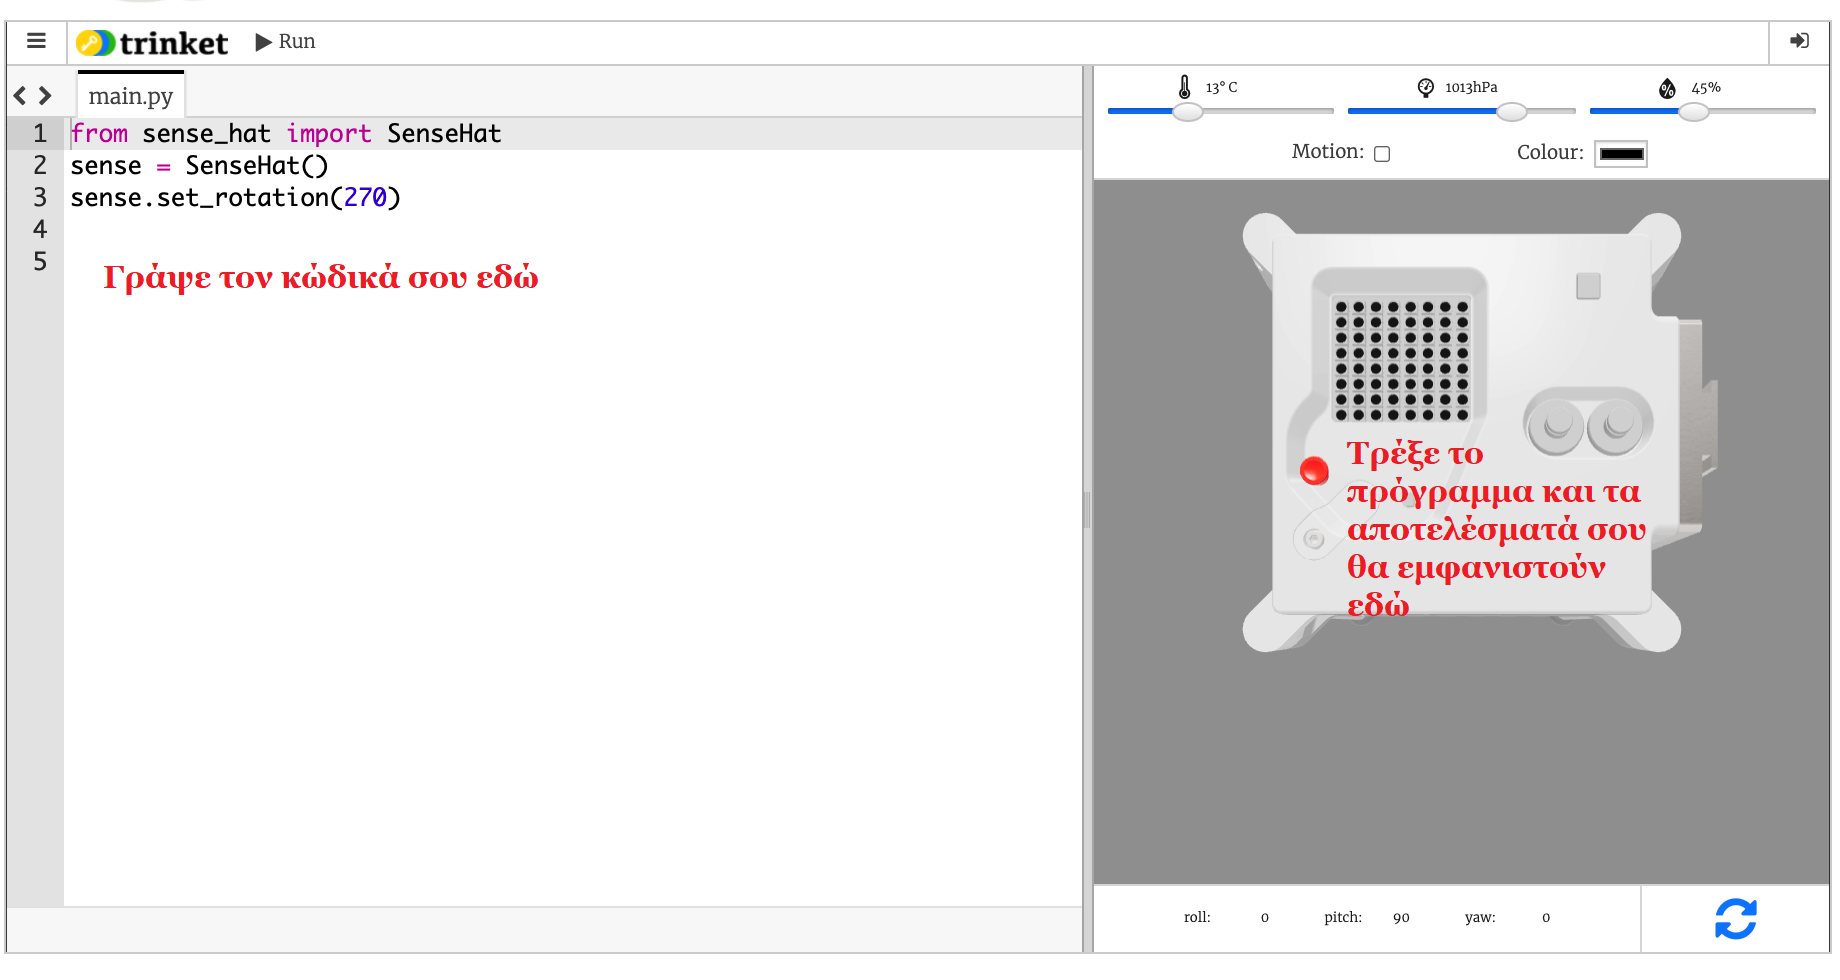 trinket Run
main.py
1 from sense_hat import SenseHat
2 sense = SenseHat()
3 sense.set_rotation(270)
4
5
Γράψε τον κώδικά σου εδώ
13° C 1013hPa 45%
Motion: Colour:
Τρέξε το
πρόγραμμα και τα
αποτελέσματά σου
θα εμφανιστούν
εδώ
roll: 0 pitch: 90 yaw: 0